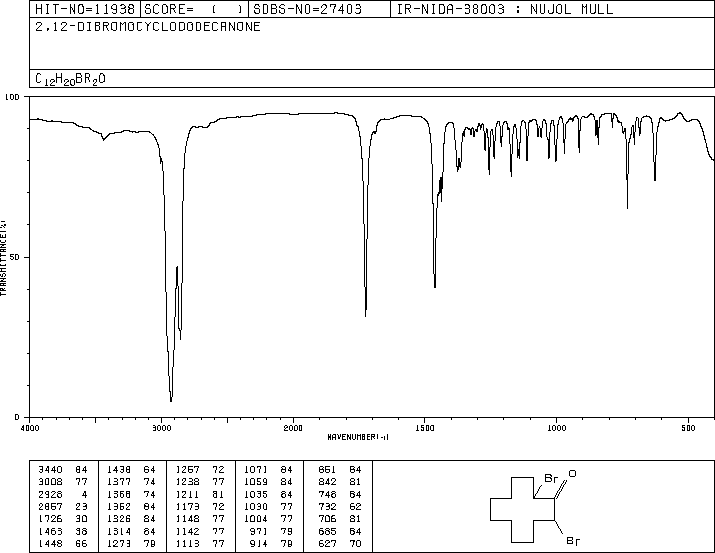 HIT-NO=11938 SCORE= ( ) SDBS-NO=27403 IR-NIDA-38003 : NUJOL MULL
2,12-DIBROMOCYCLODODECANONE
C12H20BR2O
100
50
0
TRANSMITTANCE(%)
4000 3000 2000 1500 1000 500
WAVENUMBER(-1)
3440 84 1438 64 1257 72 1071 84 851 84
3008 77 1377 74 1238 77 1059 84 842 81
2928 4 1368 74 1211 81 1035 84 748 84
2857 23 1362 84 1173 72 1030 77 732 62
1726 30 1326 84 1148 77 1004 77 706 81
1463 38 1314 84 1142 77 971 79 685 84
1448 66 1273 79 1113 77 914 79 627 70
Br
O
Br